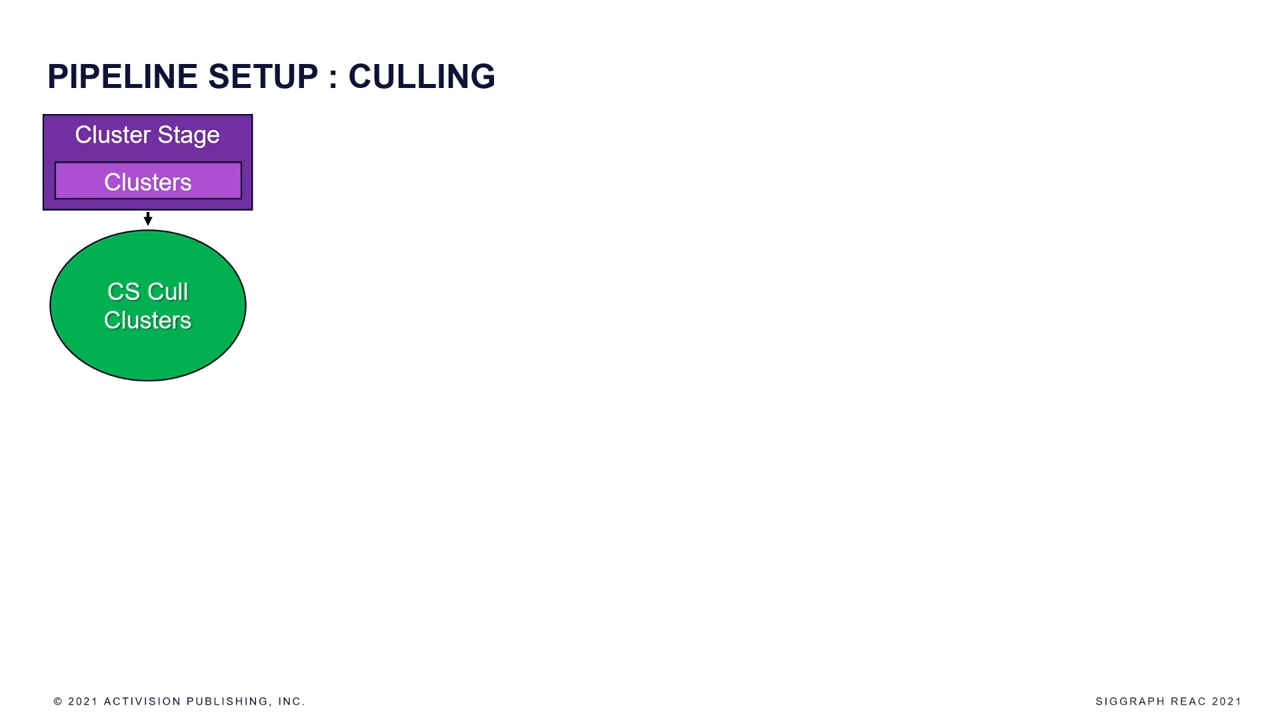 PIPELINE SETUP : CULLING
Cluster Stage
Clusters
CS Cull
Clusters
© 2021 ACTIVISION PUBLISHING, INC.
SIGGRAPH REAC 2021